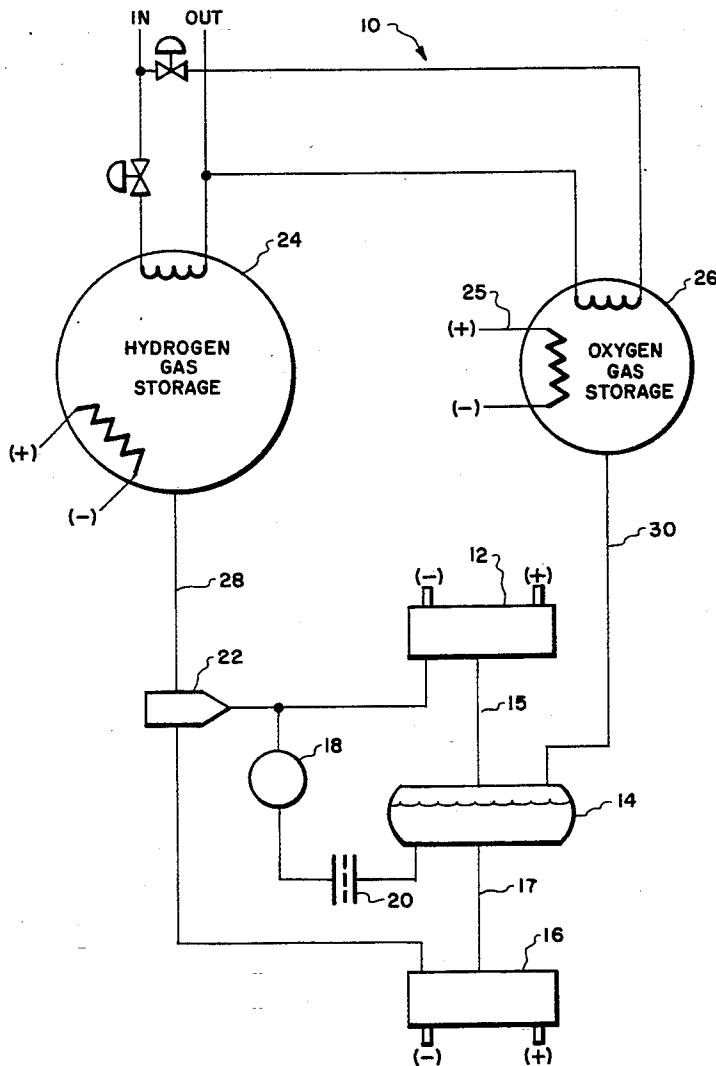 IN OUT
10
24
HYDROGEN
GAS
STORAGE
(+)
(-)
26
25
(+)
(-)
OXYGEN
GAS
STORAGE
30
28
12
(-) (+)
22
15
18
14
20
17
16
(-) (+)